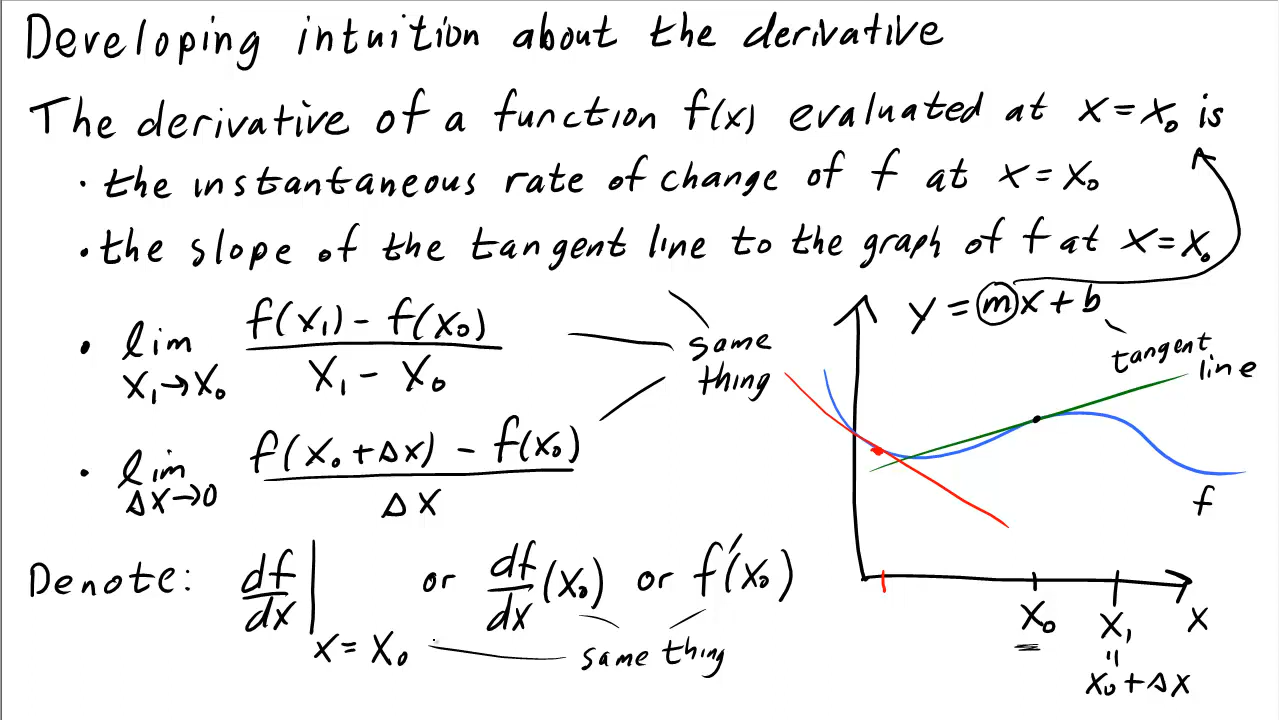 Developing intuition about the derivative
The derivative of a function f(x) evaluated at x = x₀ is
· the instantaneous rate of change of f at x = x₀
· the slope of the tangent line to the graph of f at x = x₀
· lim x₁→x₀ (f(x₁) - f(x₀)) / (x₁ - x₀)
· lim Δx→0 (f(x₀ + Δx) - f(x₀)) / Δx
same
thing
y = mx + b
tangent
line
f
x₀
x₁
x
"
x₀ + Δx
Denote: df/dx | x = x₀ or df/dx (x₀) or f'(x₀)
same thing